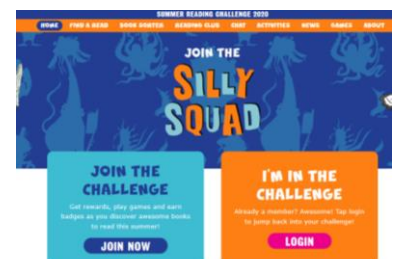 SUMMER READING CHALLENGE 2020
HOME FIND A READ BOOK SORTER READING CLUB CHAT ACTIVITIES NEWS GAMES ABOUT
JOIN THE
SILLY
SQUAD
JOIN THE
CHALLENGE
Get rewards, play games and earn
badges as you discover awesome books
to read this summer!
JOIN NOW
I'M IN THE
CHALLENGE
Already a member? Awesome! Tap login
to jump back into your challenge!
LOGIN